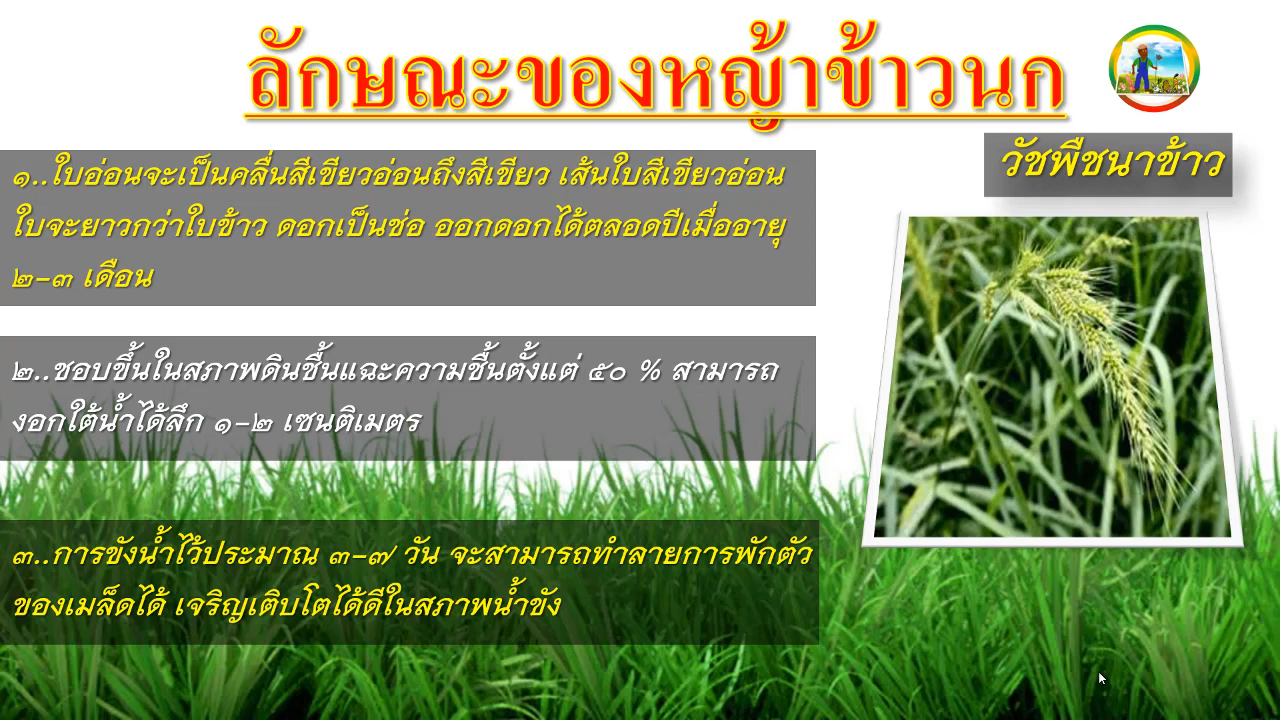 ลักษณะของหญ้าข้าวนก
วัชพืชนาข้าว
๑..ใบอ่อนจะเป็นคลื่นสีเขียวอ่อนถึงสีเขียว เส้นใบสีเขียวอ่อน
ใบจะยาวกว่าใบข้าว ดอกเป็นช่อ ออกดอกได้ตลอดปีเมื่ออายุ
๒-๓ เดือน
๒..ชอบขึ้นในสภาพดินชื้นแฉะความชื้นตั้งแต่ ๕๐ % สามารถ
งอกใต้น้ำได้ลึก ๑-๒ เซนติเมตร
๓..การขังน้ำไว้ประมาณ ๓-๗ วัน จะสามารถทำลายการพักตัว
ของเมล็ดได้ เจริญเติบโตได้ดีในสภาพน้ำขัง